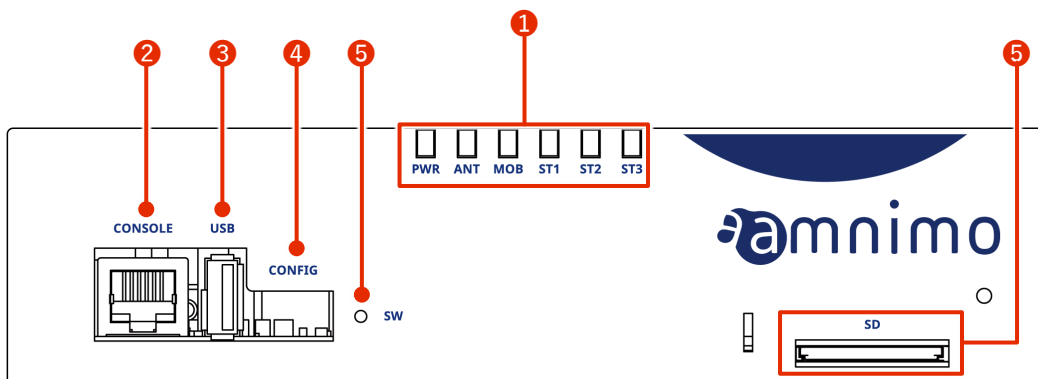 1
2
3
4
5
5
PWR ANT MOB ST1 ST2 ST3
CONSOLE USB
CONFIG
SW
amnimo
SD